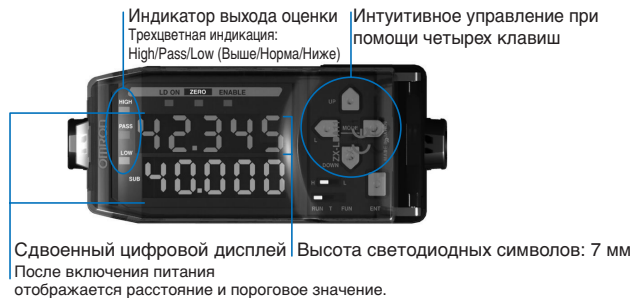 Индикатор выхода оценки
Трехцветная индикация:
High/Pass/Low (Выше/Норма/Ниже)
Интуитивное управление при
помощи четырех клавиш
LD ON ZERO ENABLE
HIGH
PASS
LOW
SUB
OMRON
42.345
40.000
UP
L
MODE
DOWN
L
RUN T FUN ENT
Сдвоенный цифровой дисплей
После включения питания
отображается расстояние и пороговое значение.
Высота светодиодных символов: 7 мм